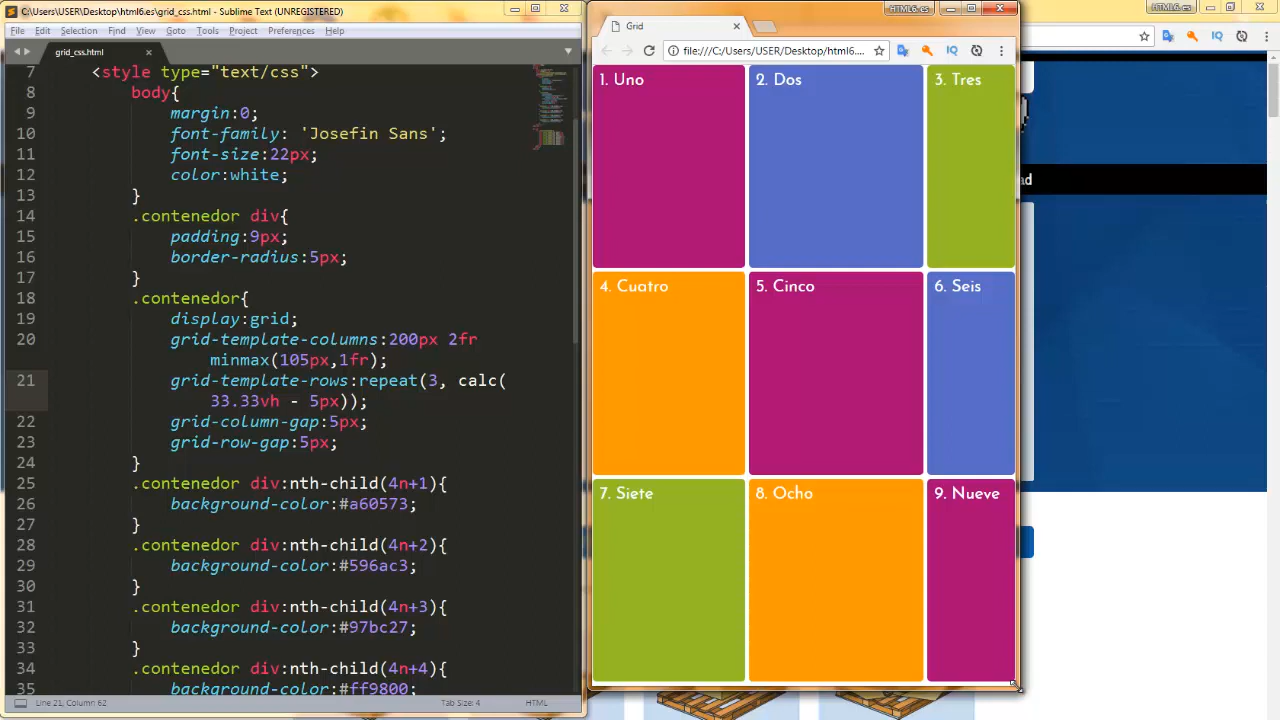 C:\Users\USER\Desktop\html6.es\grid_css.html - Sublime Text (UNREGISTERED)
File Edit Selection Find View Goto Tools Project Preferences Help
grid_css.html
7 <style type="text/css">
8 body{
9 margin:0;
10 font-family: 'Josefin Sans';
11 font-size:22px;
12 color:white;
13 }
14 .contenedor div{
15 padding:9px;
16 border-radius:5px;
17 }
18 .contenedor{
19 display:grid;
20 grid-template-columns:200px 2fr
minmax(105px,1fr);
21 grid-template-rows:repeat(3, calc(
33.33vh - 5px));
22 grid-column-gap:5px;
23 grid-row-gap:5px;
24 }
25 .contenedor div:nth-child(4n+1){
26 background-color:#a60573;
27 }
28 .contenedor div:nth-child(4n+2){
29 background-color:#596ac3;
30 }
31 .contenedor div:nth-child(4n+3){
32 background-color:#97bc27;
33 }
34 .contenedor div:nth-child(4n+4){
35 background-color:#ff9800;
Line 21, Column 62
Tab Size: 4
HTML
HTML6.es
Grid
file:///C:/Users/USER/Desktop/html6....
IQ
1. Uno
2. Dos
3. Tres
4. Cuatro
5. Cinco
6. Seis
7. Siete
8. Ocho
9. Nueve
HTML6.es
IQ
ad